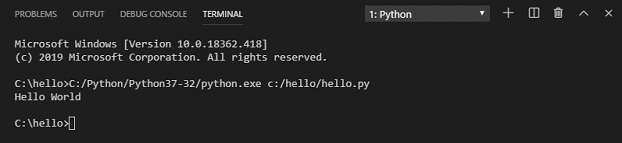 PROBLEMS OUTPUT DEBUG CONSOLE TERMINAL 1: Python
Microsoft Windows [Version 10.0.18362.418]
(c) 2019 Microsoft Corporation. All rights reserved.
C:\hello>C:/Python/Python37-32/python.exe c:/hello/hello.py
Hello World
C:\hello>